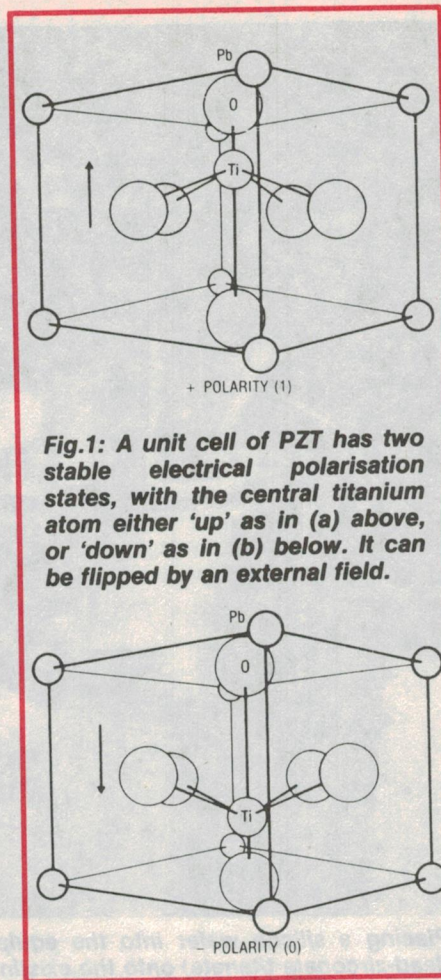 Pb
O
Ti
+ POLARITY (1)
Fig.1: A unit cell of PZT has two
stable electrical polarisation
states, with the central titanium
atom either 'up' as in (a) above,
or 'down' as in (b) below. It can
be flipped by an external field.
Pb
O
Ti
– POLARITY (0)